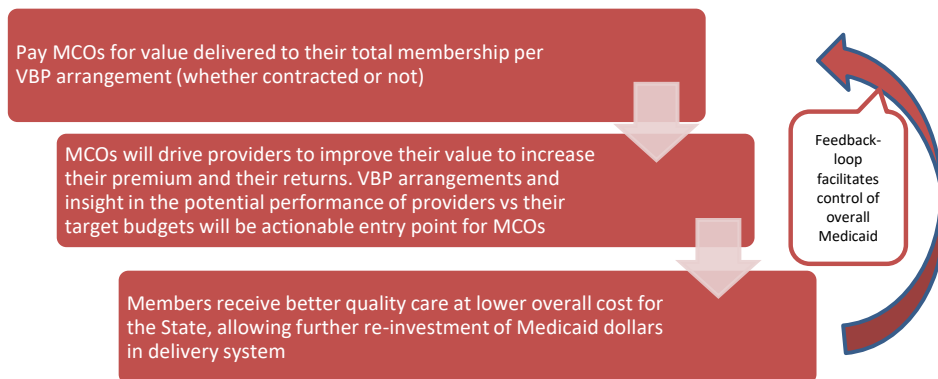 Pay MCOs for value delivered to their total membership per
VBP arrangement (whether contracted or not)
MCOs will drive providers to improve their value to increase
their premium and their returns. VBP arrangements and
insight in the potential performance of providers vs their
target budgets will be actionable entry point for MCOs
Members receive better quality care at lower overall cost for
the State, allowing further re-investment of Medicaid dollars
in delivery system
Feedback-
loop
facilitates
control of
overall
Medicaid